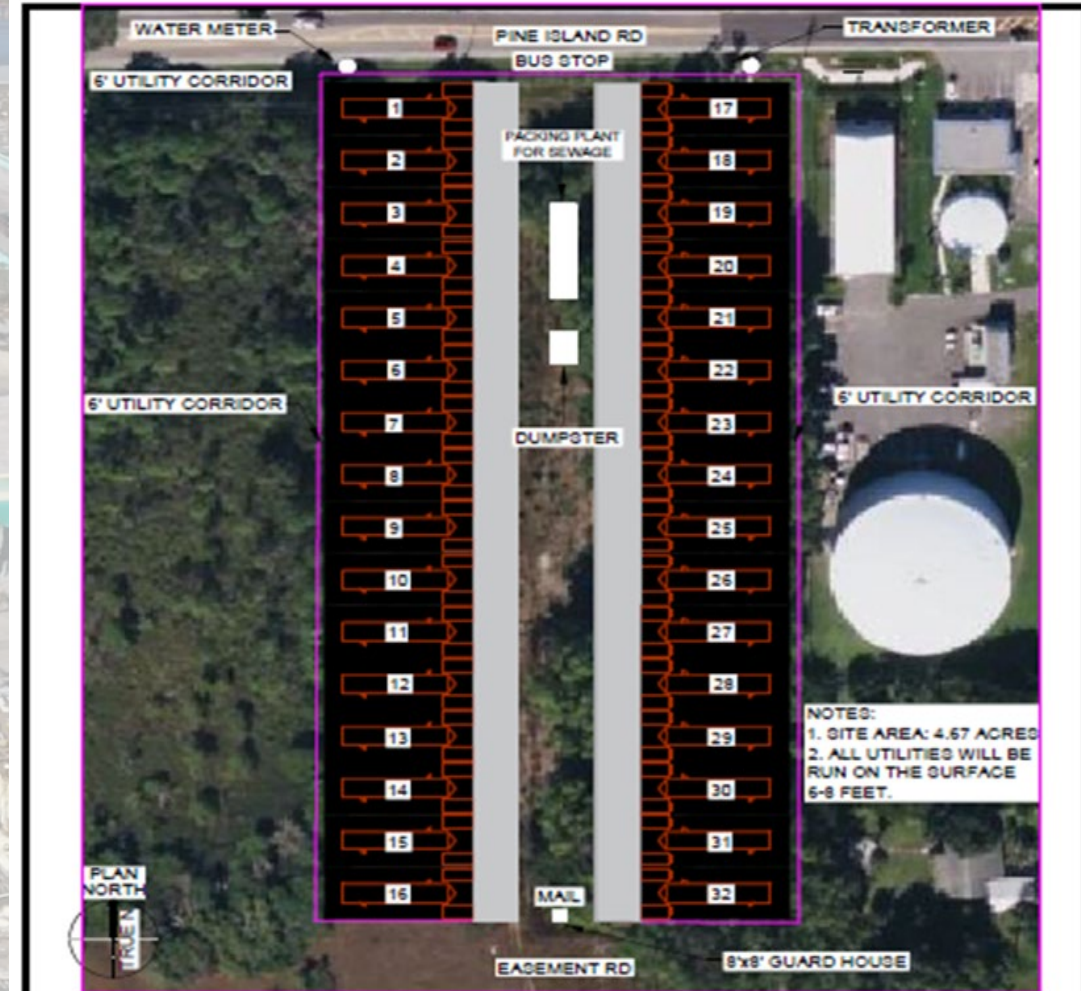 WATER METER
PINE ISLAND RD
TRANSFORMER
BUS STOP
6' UTILITY CORRIDOR
1
17
PACKING PLANT
FOR SEWAGE
2
18
3
19
4
20
5
21
6
22
6' UTILITY CORRIDOR
6' UTILITY CORRIDOR
7
23
DUMPSTER
8
24
9
25
10
26
11
27
12
28
NOTES:
1. SITE AREA: 4.67 ACRES
2. ALL UTILITIES WILL BE
RUN ON THE SURFACE
6-8 FEET.
13
29
14
30
15
31
PLAN
NORTH
16
MAIL
32
TRUE N
8'x8' GUARD HOUSE
EASEMENT RD